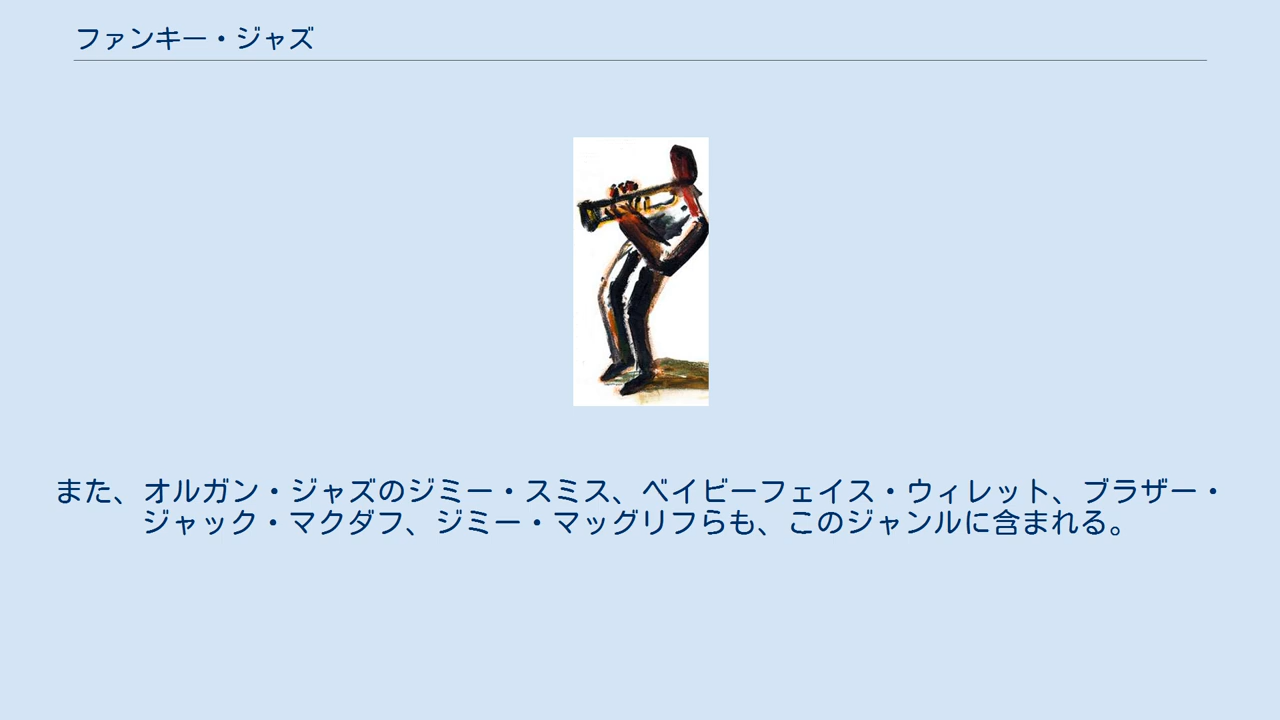 ファンキー・ジャズ
また、オルガン・ジャズのジミー・スミス、ベイビーフェイス・ウィレット、ブラザー・
ジャック・マクダフ、ジミー・マッグリフらも、このジャンルに含まれる。